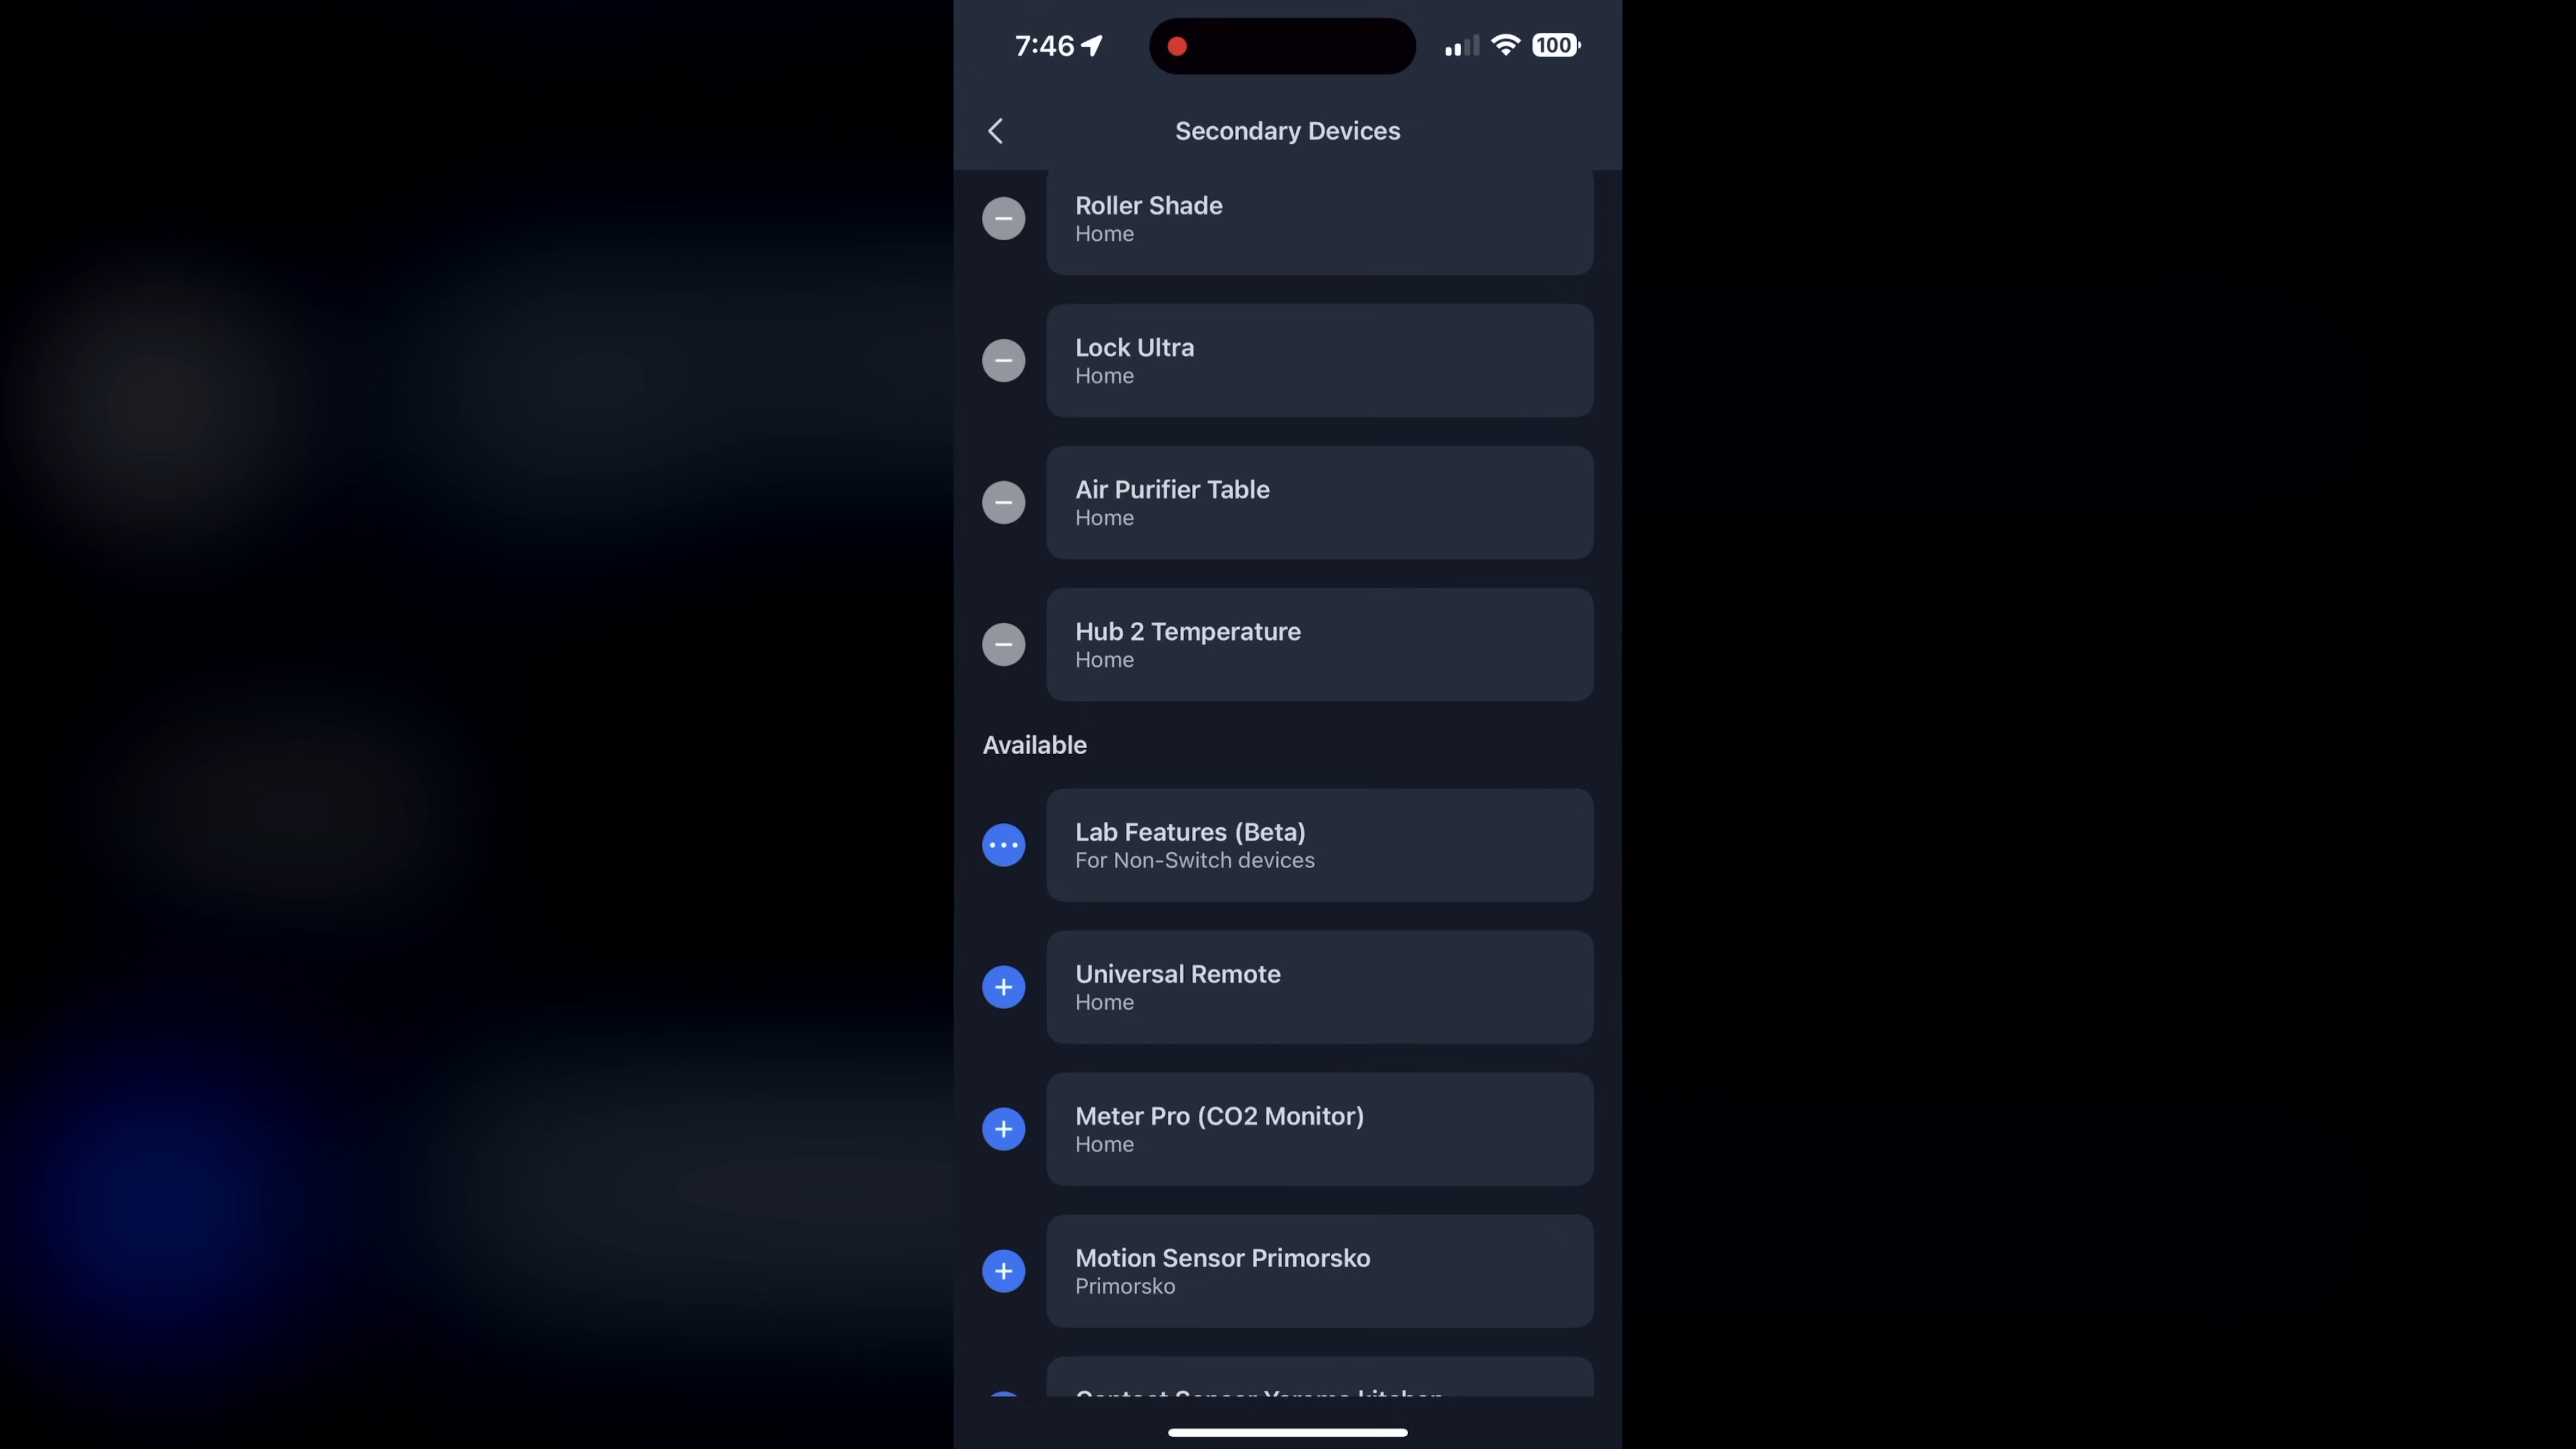 7:46
100
Secondary Devices
Roller Shade
Home
Lock Ultra
Home
Air Purifier Table
Home
Hub 2 Temperature
Home
Available
Lab Features (Beta)
For Non-Switch devices
Universal Remote
Home
Meter Pro (CO2 Monitor)
Home
Motion Sensor Primorsko
Primorsko
Contact Sensor